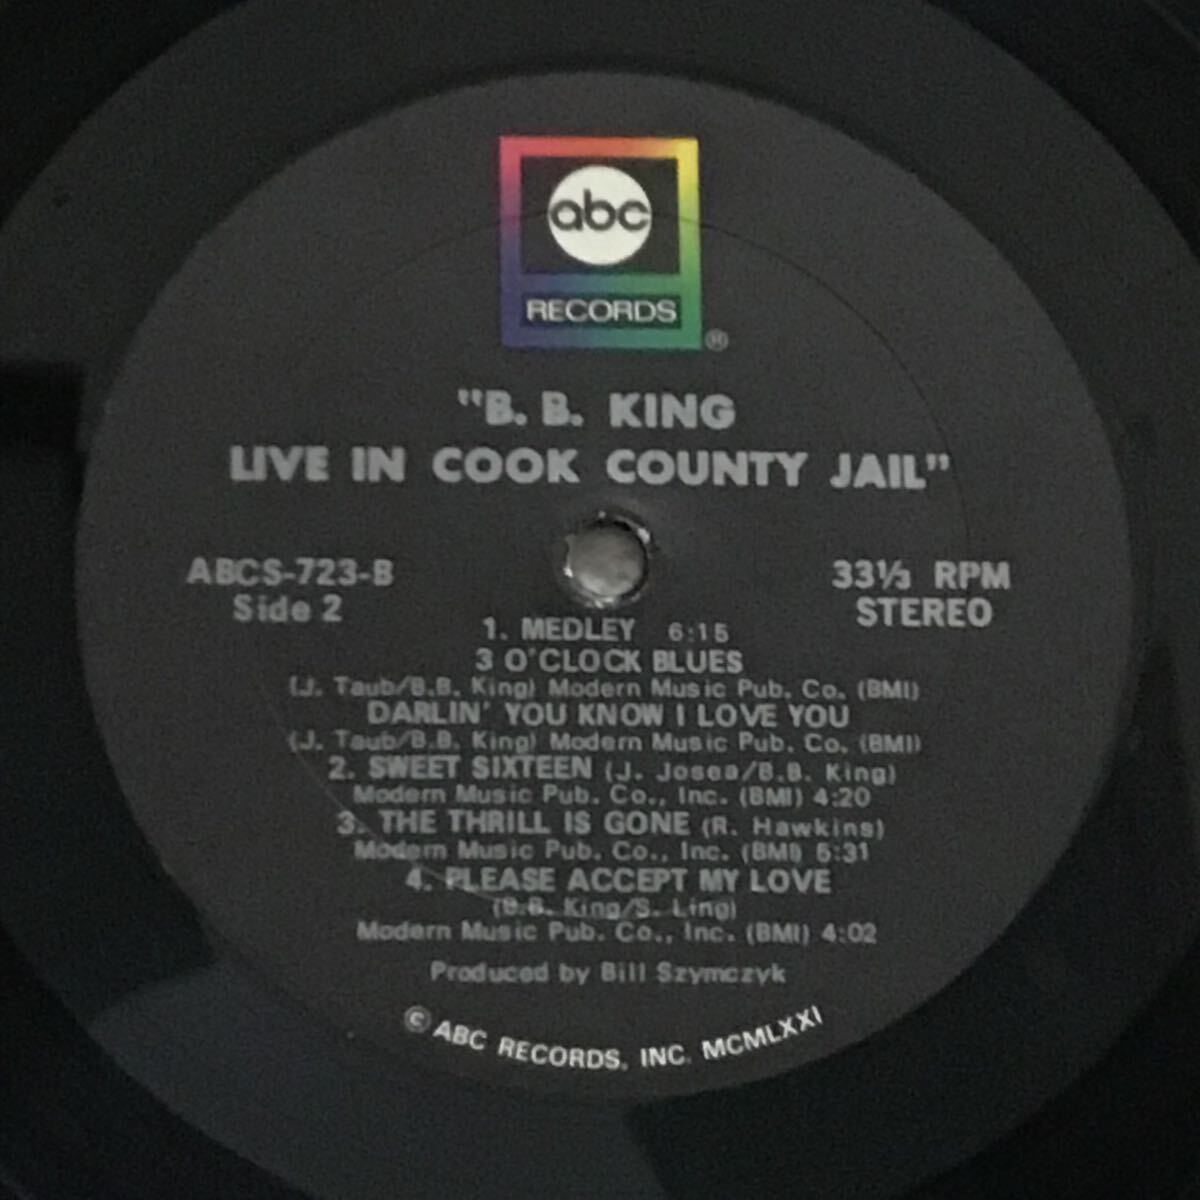 abc
RECORDS
®
"B. B. KING
LIVE IN COOK COUNTY JAIL"
ABCS-723-B
Side 2
33⅓ RPM
STEREO
1. MEDLEY 6:15
3 O'CLOCK BLUES
(J. Taub/B.B. King) Modern Music Pub. Co. (BMI)
DARLIN' YOU KNOW I LOVE YOU
(J. Taub/B.B. King) Modern Music Pub. Co. (BMI)
2. SWEET SIXTEEN (J. Josea/B.B. King)
Modern Music Pub. Co., Inc. (BMI) 4:20
3. THE THRILL IS GONE (R. Hawkins)
Modern Music Pub. Co., Inc. (BMI) 5:31
4. PLEASE ACCEPT MY LOVE
(B.B. King/S. Ling)
Modern Music Pub. Co., Inc. (BMI) 4:02
Produced by Bill Szymczyk
© ABC RECORDS, INC. MCMLXXI